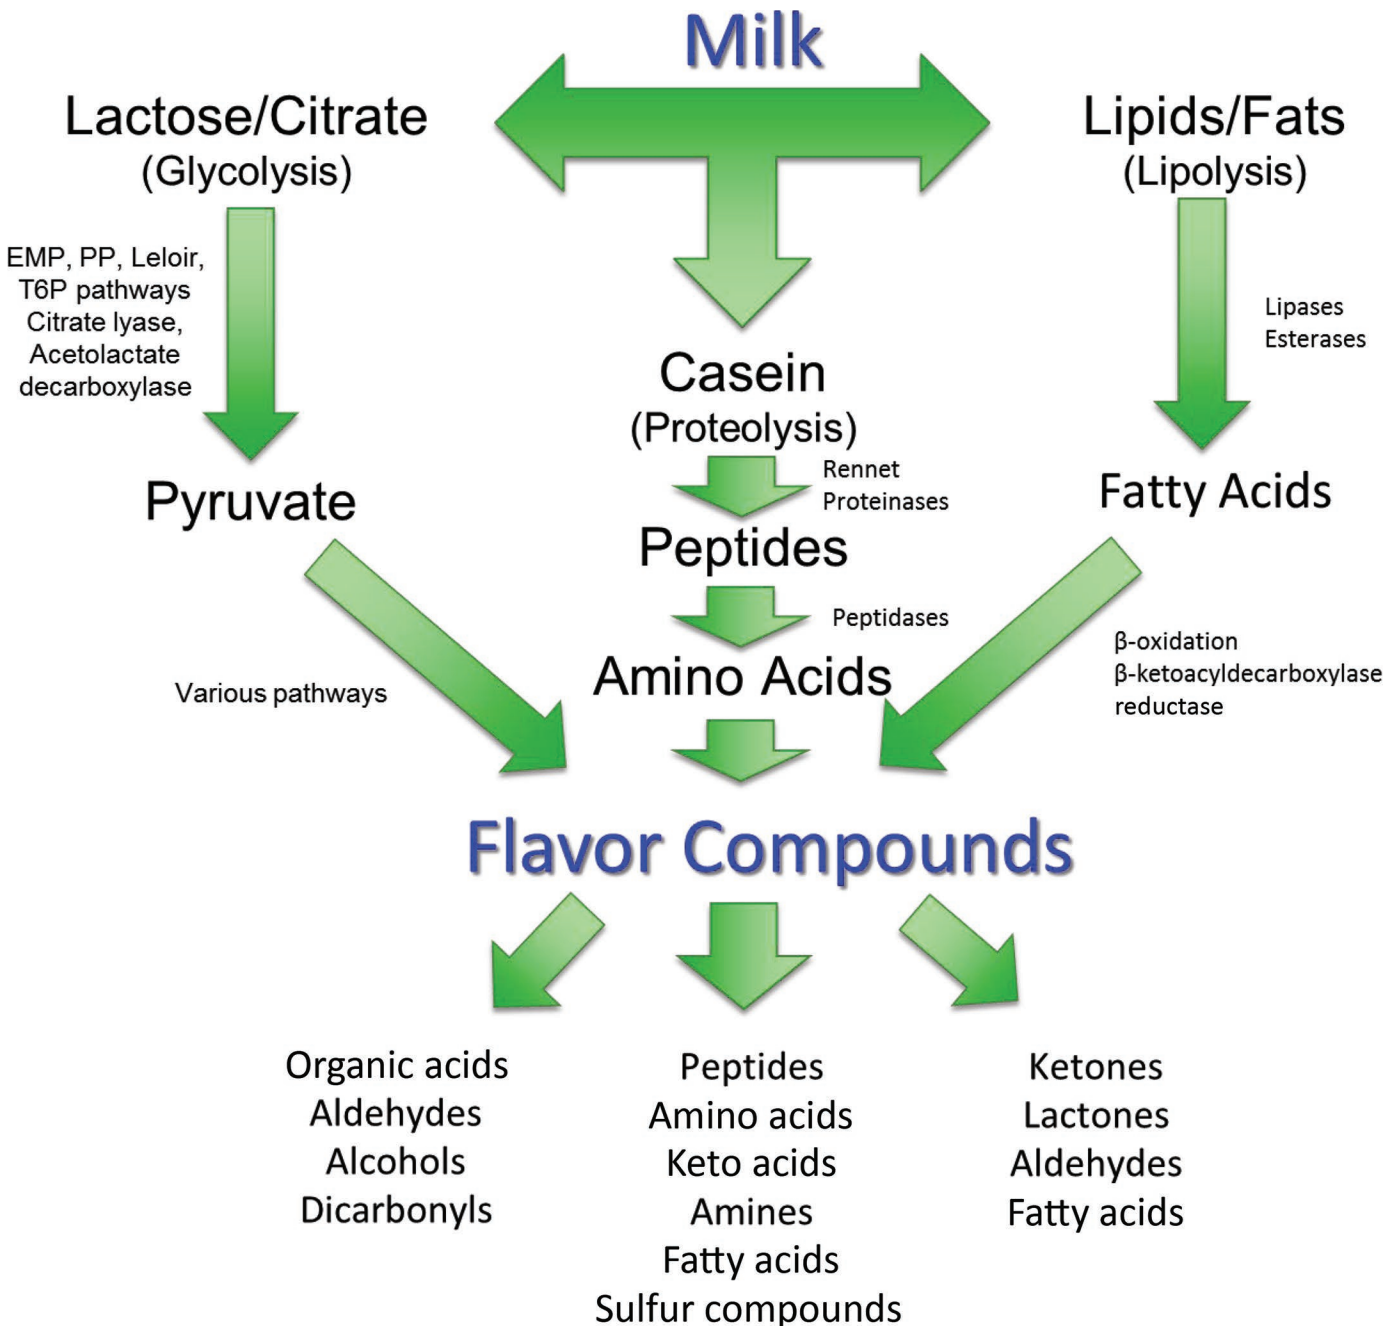 Milk
Lactose/Citrate
(Glycolysis)
Lipids/Fats
(Lipolysis)
EMP, PP, Leloir,
T6P pathways
Citrate lyase,
Acetolactate
decarboxylase
Lipases
Esterases
Casein
(Proteolysis)
Rennet
Proteinases
Pyruvate
Peptides
Fatty Acids
Peptidases
Amino Acids
Various pathways
β-oxidation
β-ketoacyldecarboxylase
reductase
Flavor Compounds
Organic acids
Aldehydes
Alcohols
Dicarbonyls
Peptides
Amino acids
Keto acids
Amines
Fatty acids
Sulfur compounds
Ketones
Lactones
Aldehydes
Fatty acids